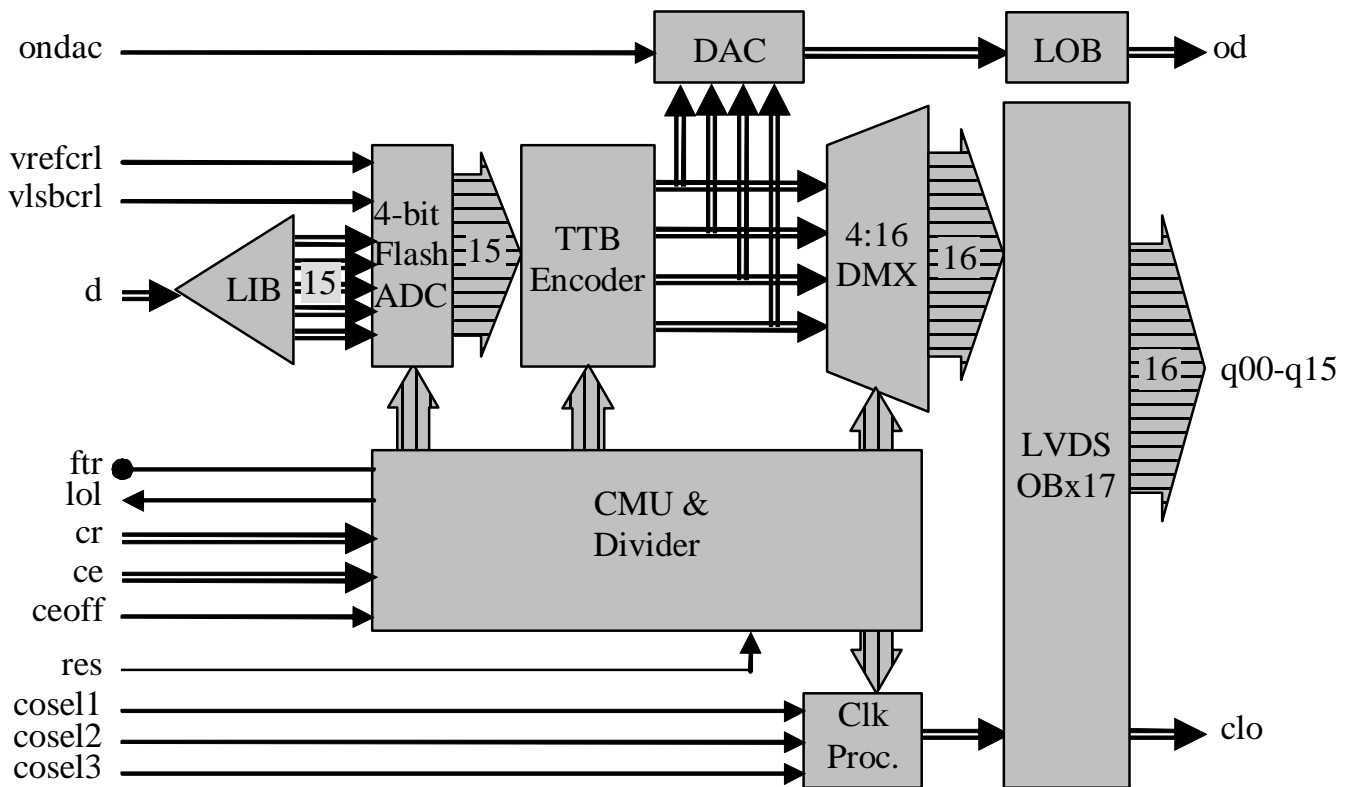 ondac
DAC
LOB
od
vrefcrl
vlsbcrl
d
LIB
15
4-bit
Flash
ADC
15
TTB
Encoder
4:16
DMX
16
LVDS
OBx17
16
q00-q15
ftr
lol
cr
ce
ceoff
res
CMU &
Divider
cosel1
cosel2
cosel3
Clk
Proc.
clo